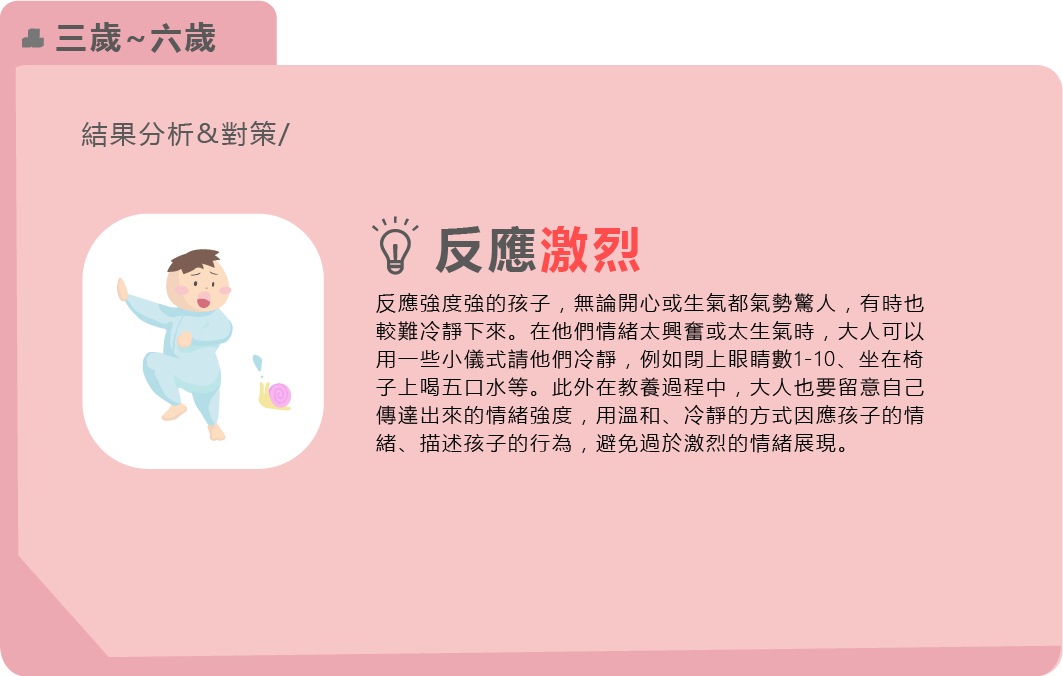 三歲~六歲
結果分析&對策/
反應激烈
反應強度強的孩子，無論開心或生氣都氣勢驚人，有時也
較難冷靜下來。在他們情緒太興奮或太生氣時，大人可以
用一些小儀式請他們冷靜，例如閉上眼睛數1-10、坐在椅
子上喝五口水等。此外在教養過程中，大人也要留意自己
傳達出來的情緒強度，用溫和、冷靜的方式因應孩子的情
緒、描述孩子的行為，避免過於激烈的情緒展現。